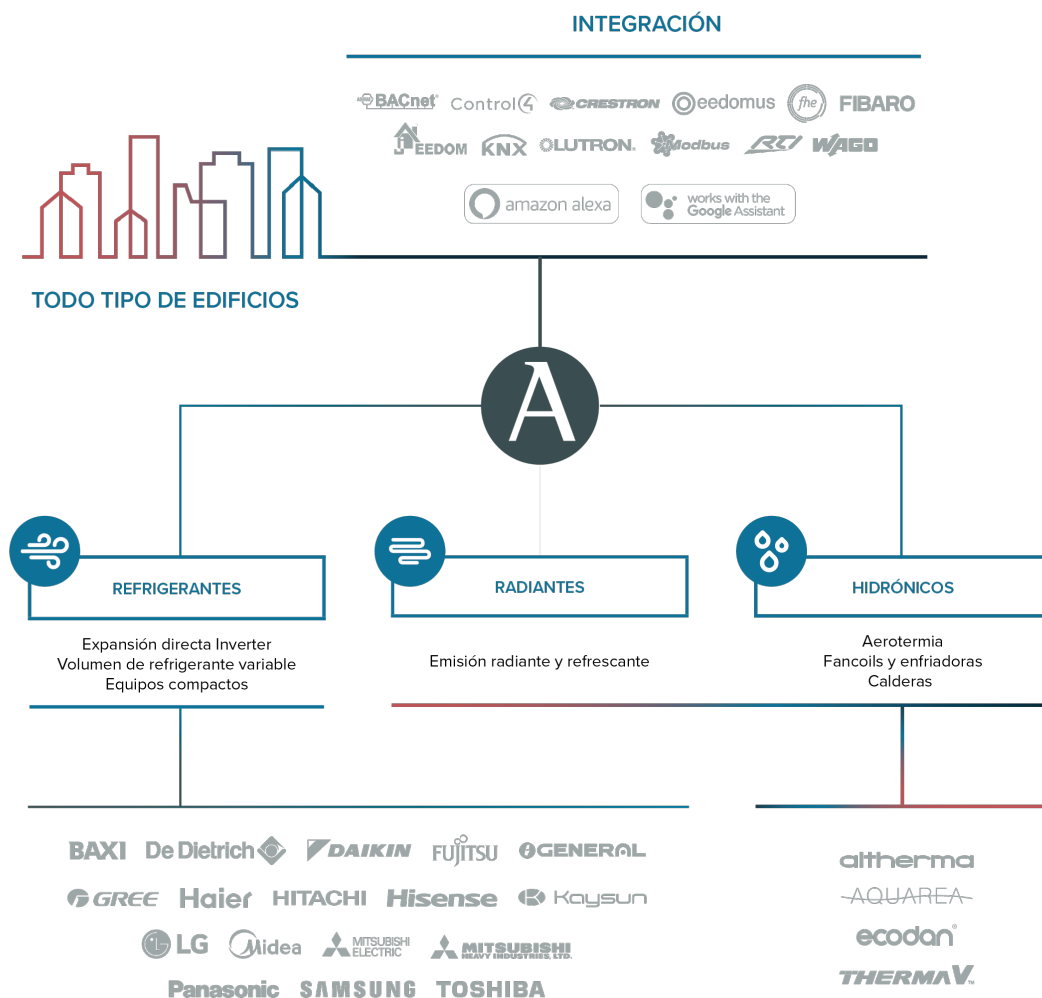 INTEGRACIÓN
BACnet Control4 CRESTRON eedomus fhe FIBARO
JEEDOM KNX LUTRON Modbus RTI WAGO
amazon alexa
works with the
Google Assistant
TODO TIPO DE EDIFICIOS
A
REFRIGERANTES
Expansión directa Inverter
Volumen de refrigerante variable
Equipos compactos
RADIANTES
Emisión radiante y refrescante
HIDRÓNICOS
Aerotermia
Fancoils y enfriadoras
Calderas
BAXI De Dietrich DAIKIN FUJITSU GENERAL
GREE Haier HITACHI Hisense Kaysun
LG Midea MITSUBISHI ELECTRIC MITSUBISHI HEAVY INDUSTRIES, LTD.
Panasonic SAMSUNG TOSHIBA
altherma
AQUAREA
ecodan
THERMA V.